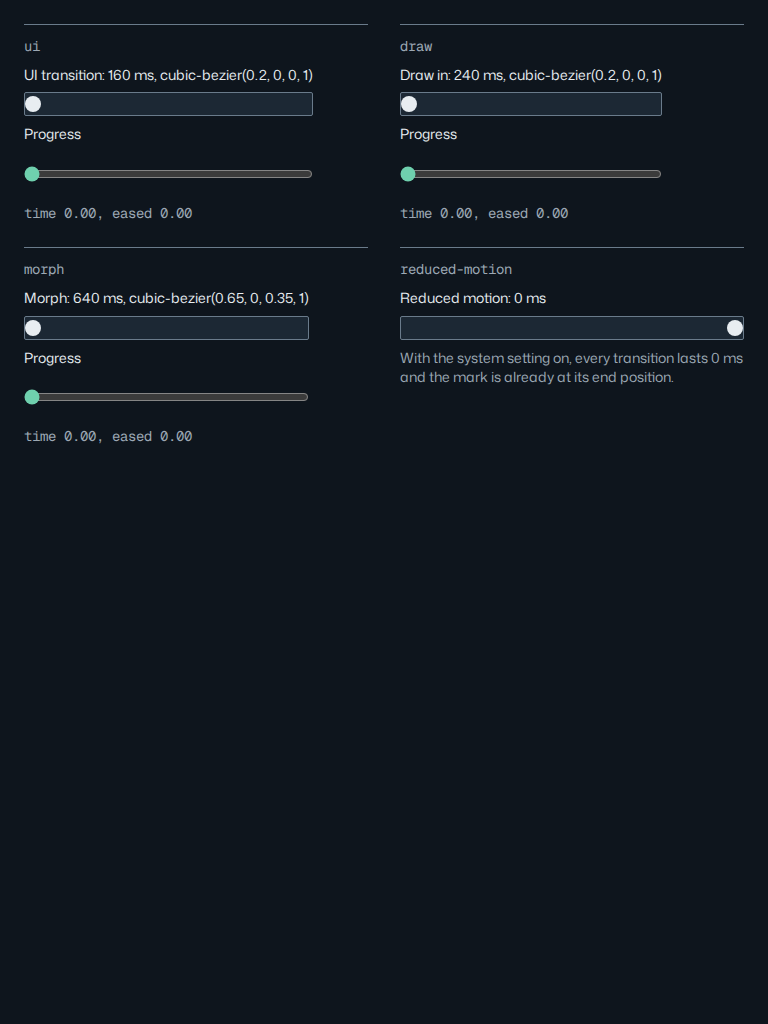 ui
UI transition: 160 ms, cubic-bezier(0.2, 0, 0, 1)
Progress
time 0.00, eased 0.00
draw
Draw in: 240 ms, cubic-bezier(0.2, 0, 0, 1)
Progress
time 0.00, eased 0.00
morph
Morph: 640 ms, cubic-bezier(0.65, 0, 0.35, 1)
Progress
time 0.00, eased 0.00
reduced-motion
Reduced motion: 0 ms
With the system setting on, every transition lasts 0 ms
and the mark is already at its end position.